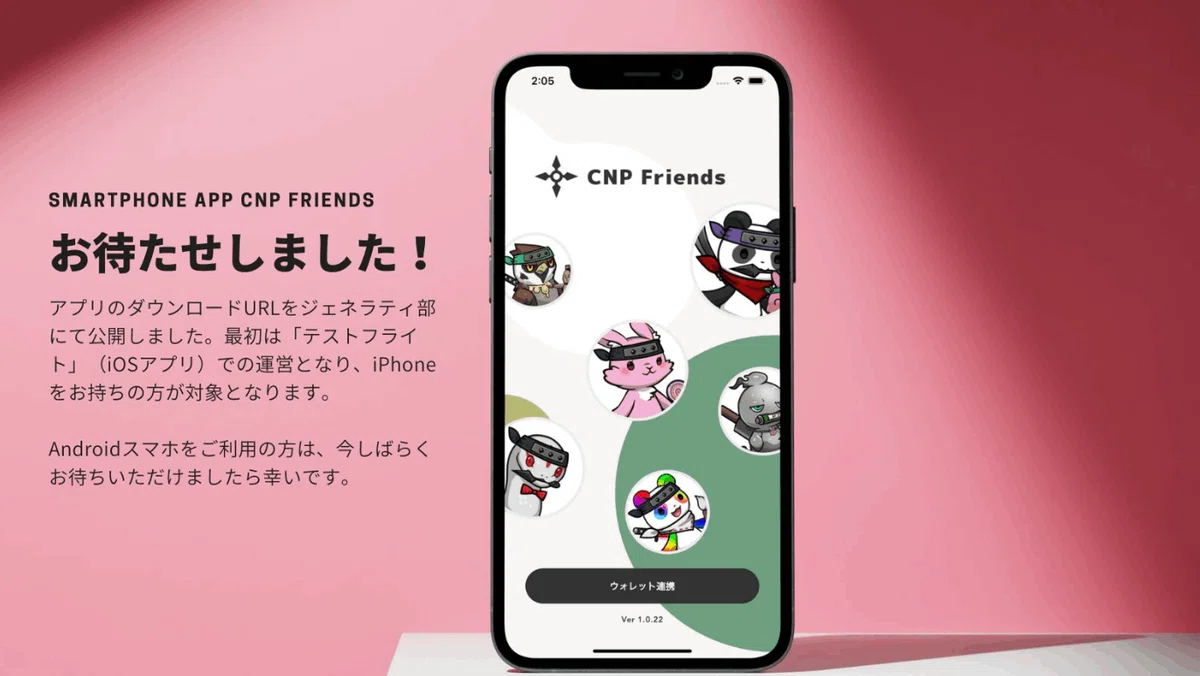 SMARTPHONE APP CNP FRIENDS
お待たせしました！
アプリのダウンロードURLをジェネラティ部
にて公開しました。最初は「テストフライ
ト」（iOSアプリ）での運営となり、iPhone
をお持ちの方が対象となります。
Androidスマホをご利用の方は、今しばらく
お待ちいただけましたら幸いです。
2:05
CNP Friends
ウォレット連携
Ver 1.0.22